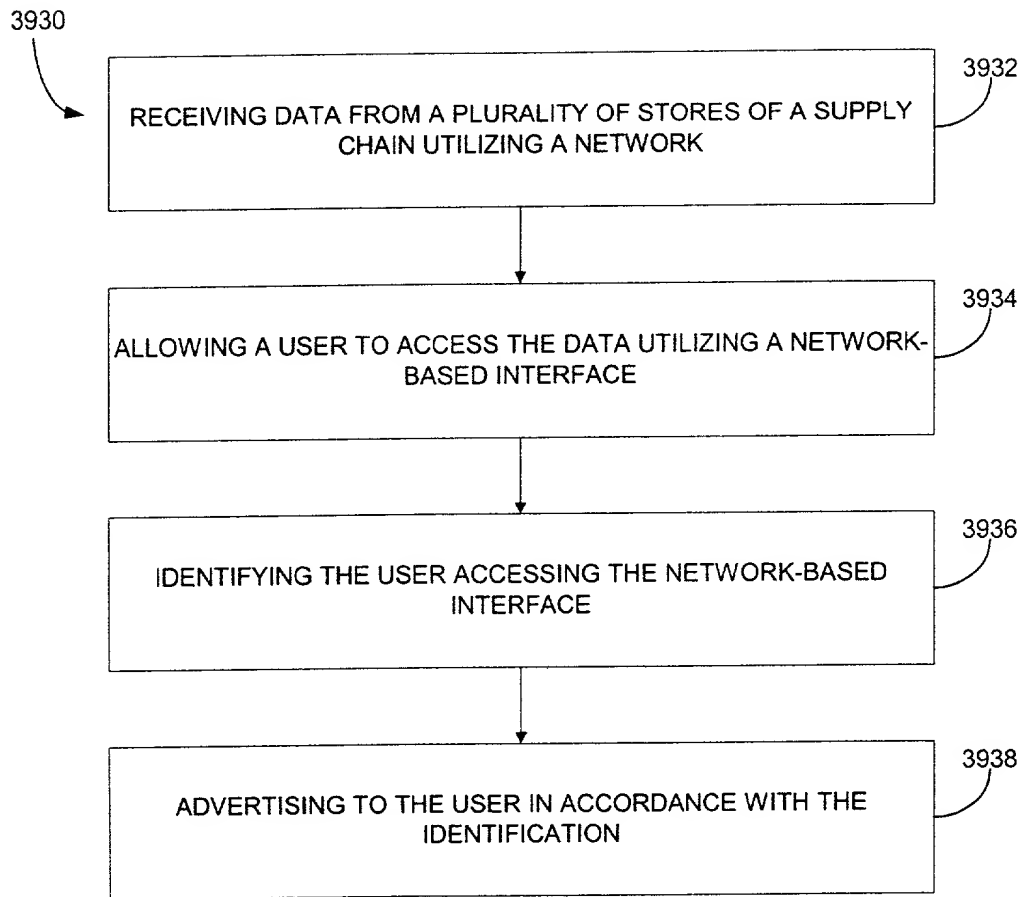 3930
3932
RECEIVING DATA FROM A PLURALITY OF STORES OF A SUPPLY
CHAIN UTILIZING A NETWORK
3934
ALLOWING A USER TO ACCESS THE DATA UTILIZING A NETWORK-
BASED INTERFACE
3936
IDENTIFYING THE USER ACCESSING THE NETWORK-BASED
INTERFACE
3938
ADVERTISING TO THE USER IN ACCORDANCE WITH THE
IDENTIFICATION